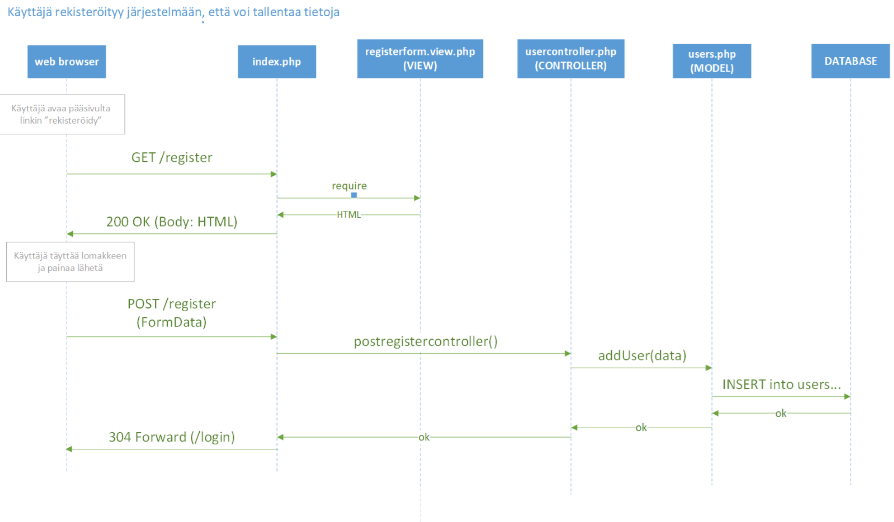 Käyttäjä rekisteröityy järjestelmään, että voi tallentaa tietoja
web browser
index.php
registerform.view.php
(VIEW)
usercontroller.php
(CONTROLLER)
users.php
(MODEL)
DATABASE
Käyttäjä avaa pääsivulta
linkin "rekisteröidy"
GET /register
require
HTML
200 OK (Body: HTML)
Käyttäjä täyttää lomakkeen
ja painaa lähetä
POST /register
(FormData)
postregistercontroller()
addUser(data)
INSERT into users...
ok
ok
ok
304 Forward (/login)